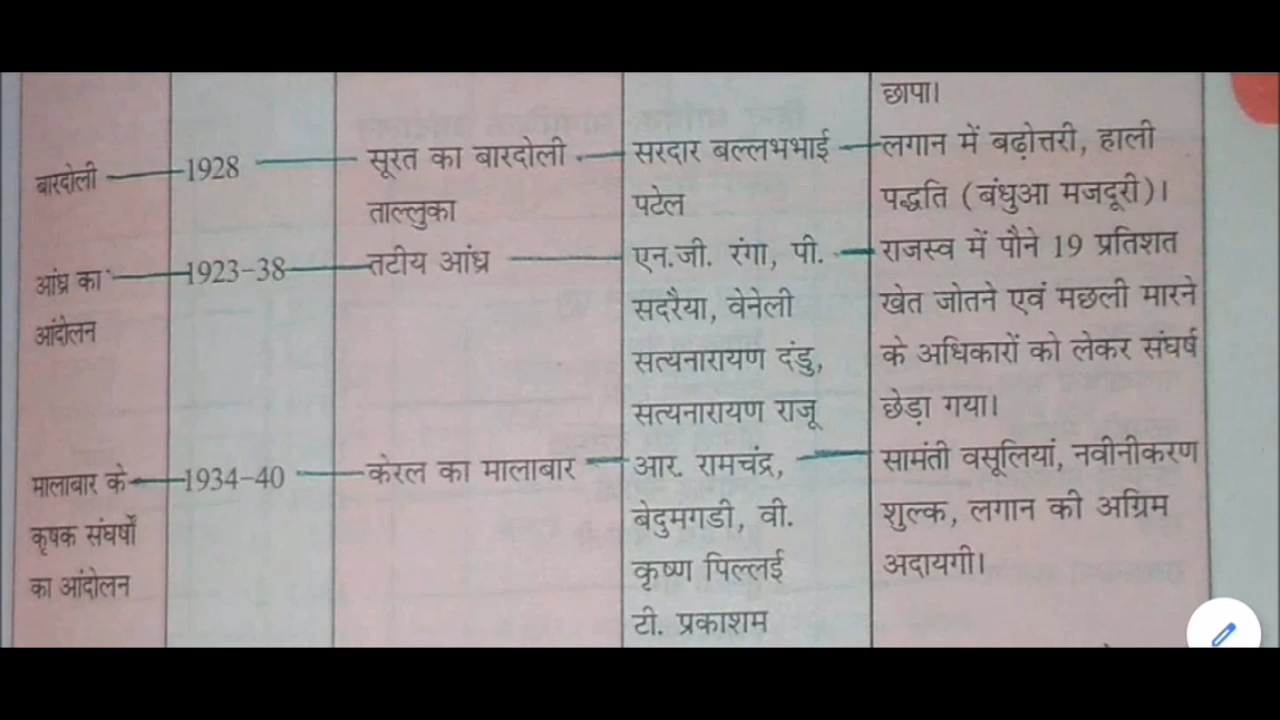 छापा।
बारदोली 1928 सूरत का बारदोली सरदार बल्लभभाई लगान में बढ़ोत्तरी, हाली
ताल्लुका पटेल पद्धति (बंधुआ मजदूरी)।
आंध्र का 1923-38 तटीय आंध्र एन.जी. रंगा, पी. राजस्व में पौने 19 प्रतिशत
आंदोलन सदरैया, वेनेली खेत जोतने एवं मछली मारने
सत्यनारायण दंडु, के अधिकारों को लेकर संघर्ष
सत्यनारायण राजू छेड़ा गया।
मालाबार के 1934-40 केरल का मालाबार आर. रामचंद्र, सामंती वसूलियां, नवीनीकरण
कृषक संघर्षों बेदुमगडी, वी. शुल्क, लगान की अग्रिम
का आंदोलन कृष्ण पिल्लई अदायगी।
टी. प्रकाशम